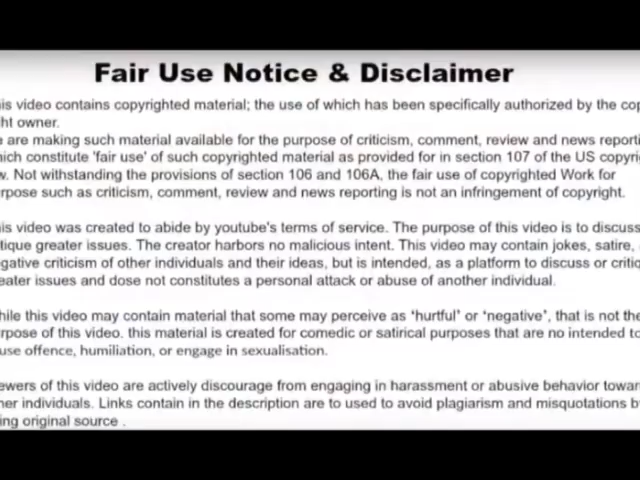 Fair Use Notice & Disclaimer
is video contains copyrighted material; the use of which has been specifically authorized by the cop
ht owner.
e are making such material available for the purpose of criticism, comment, review and news reporti
ich constitute 'fair use' of such copyrighted material as provided for in section 107 of the US copyrig
w. Not withstanding the provisions of section 106 and 106A, the fair use of copyrighted Work for
rpose such as criticism, comment, review and news reporting is not an infringement of copyright.
is video was created to abide by youtube's terms of service. The purpose of this video is to discuss
tique greater issues. The creator harbors no malicious intent. This video may contain jokes, satire,
gative criticism of other individuals and their ideas, but is intended, as a platform to discuss or critiq
eater issues and dose not constitutes a personal attack or abuse of another individual.
hile this video may contain material that some may perceive as ‘hurtful’ or ‘negative’, that is not the
rpose of this video. this material is created for comedic or satirical purposes that are no intended to
use offence, humiliation, or engage in sexualisation.
ewers of this video are actively discourage from engaging in harassment or abusive behavior towar
her individuals. Links contain in the description are to used to avoid plagiarism and misquotations by
ing original source .